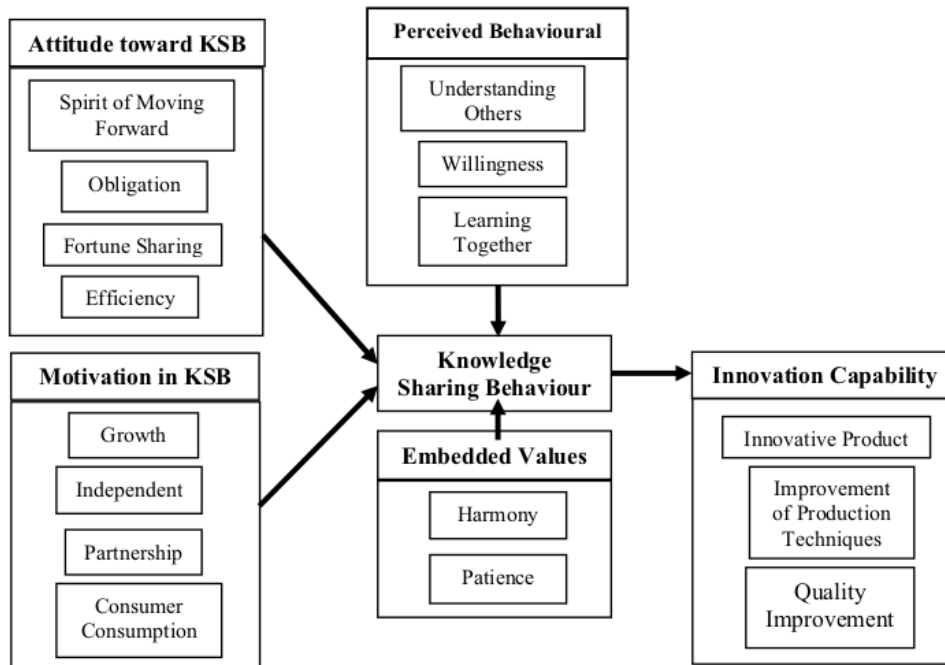 Attitude toward KSB
Spirit of Moving
Forward
Obligation
Fortune Sharing
Efficiency
Motivation in KSB
Growth
Independent
Partnership
Consumer
Consumption
Perceived Behavioural
Understanding
Others
Willingness
Learning
Together
Knowledge
Sharing Behaviour
Embedded Values
Harmony
Patience
Innovation Capability
Innovative Product
Improvement
of Production
Techniques
Quality
Improvement